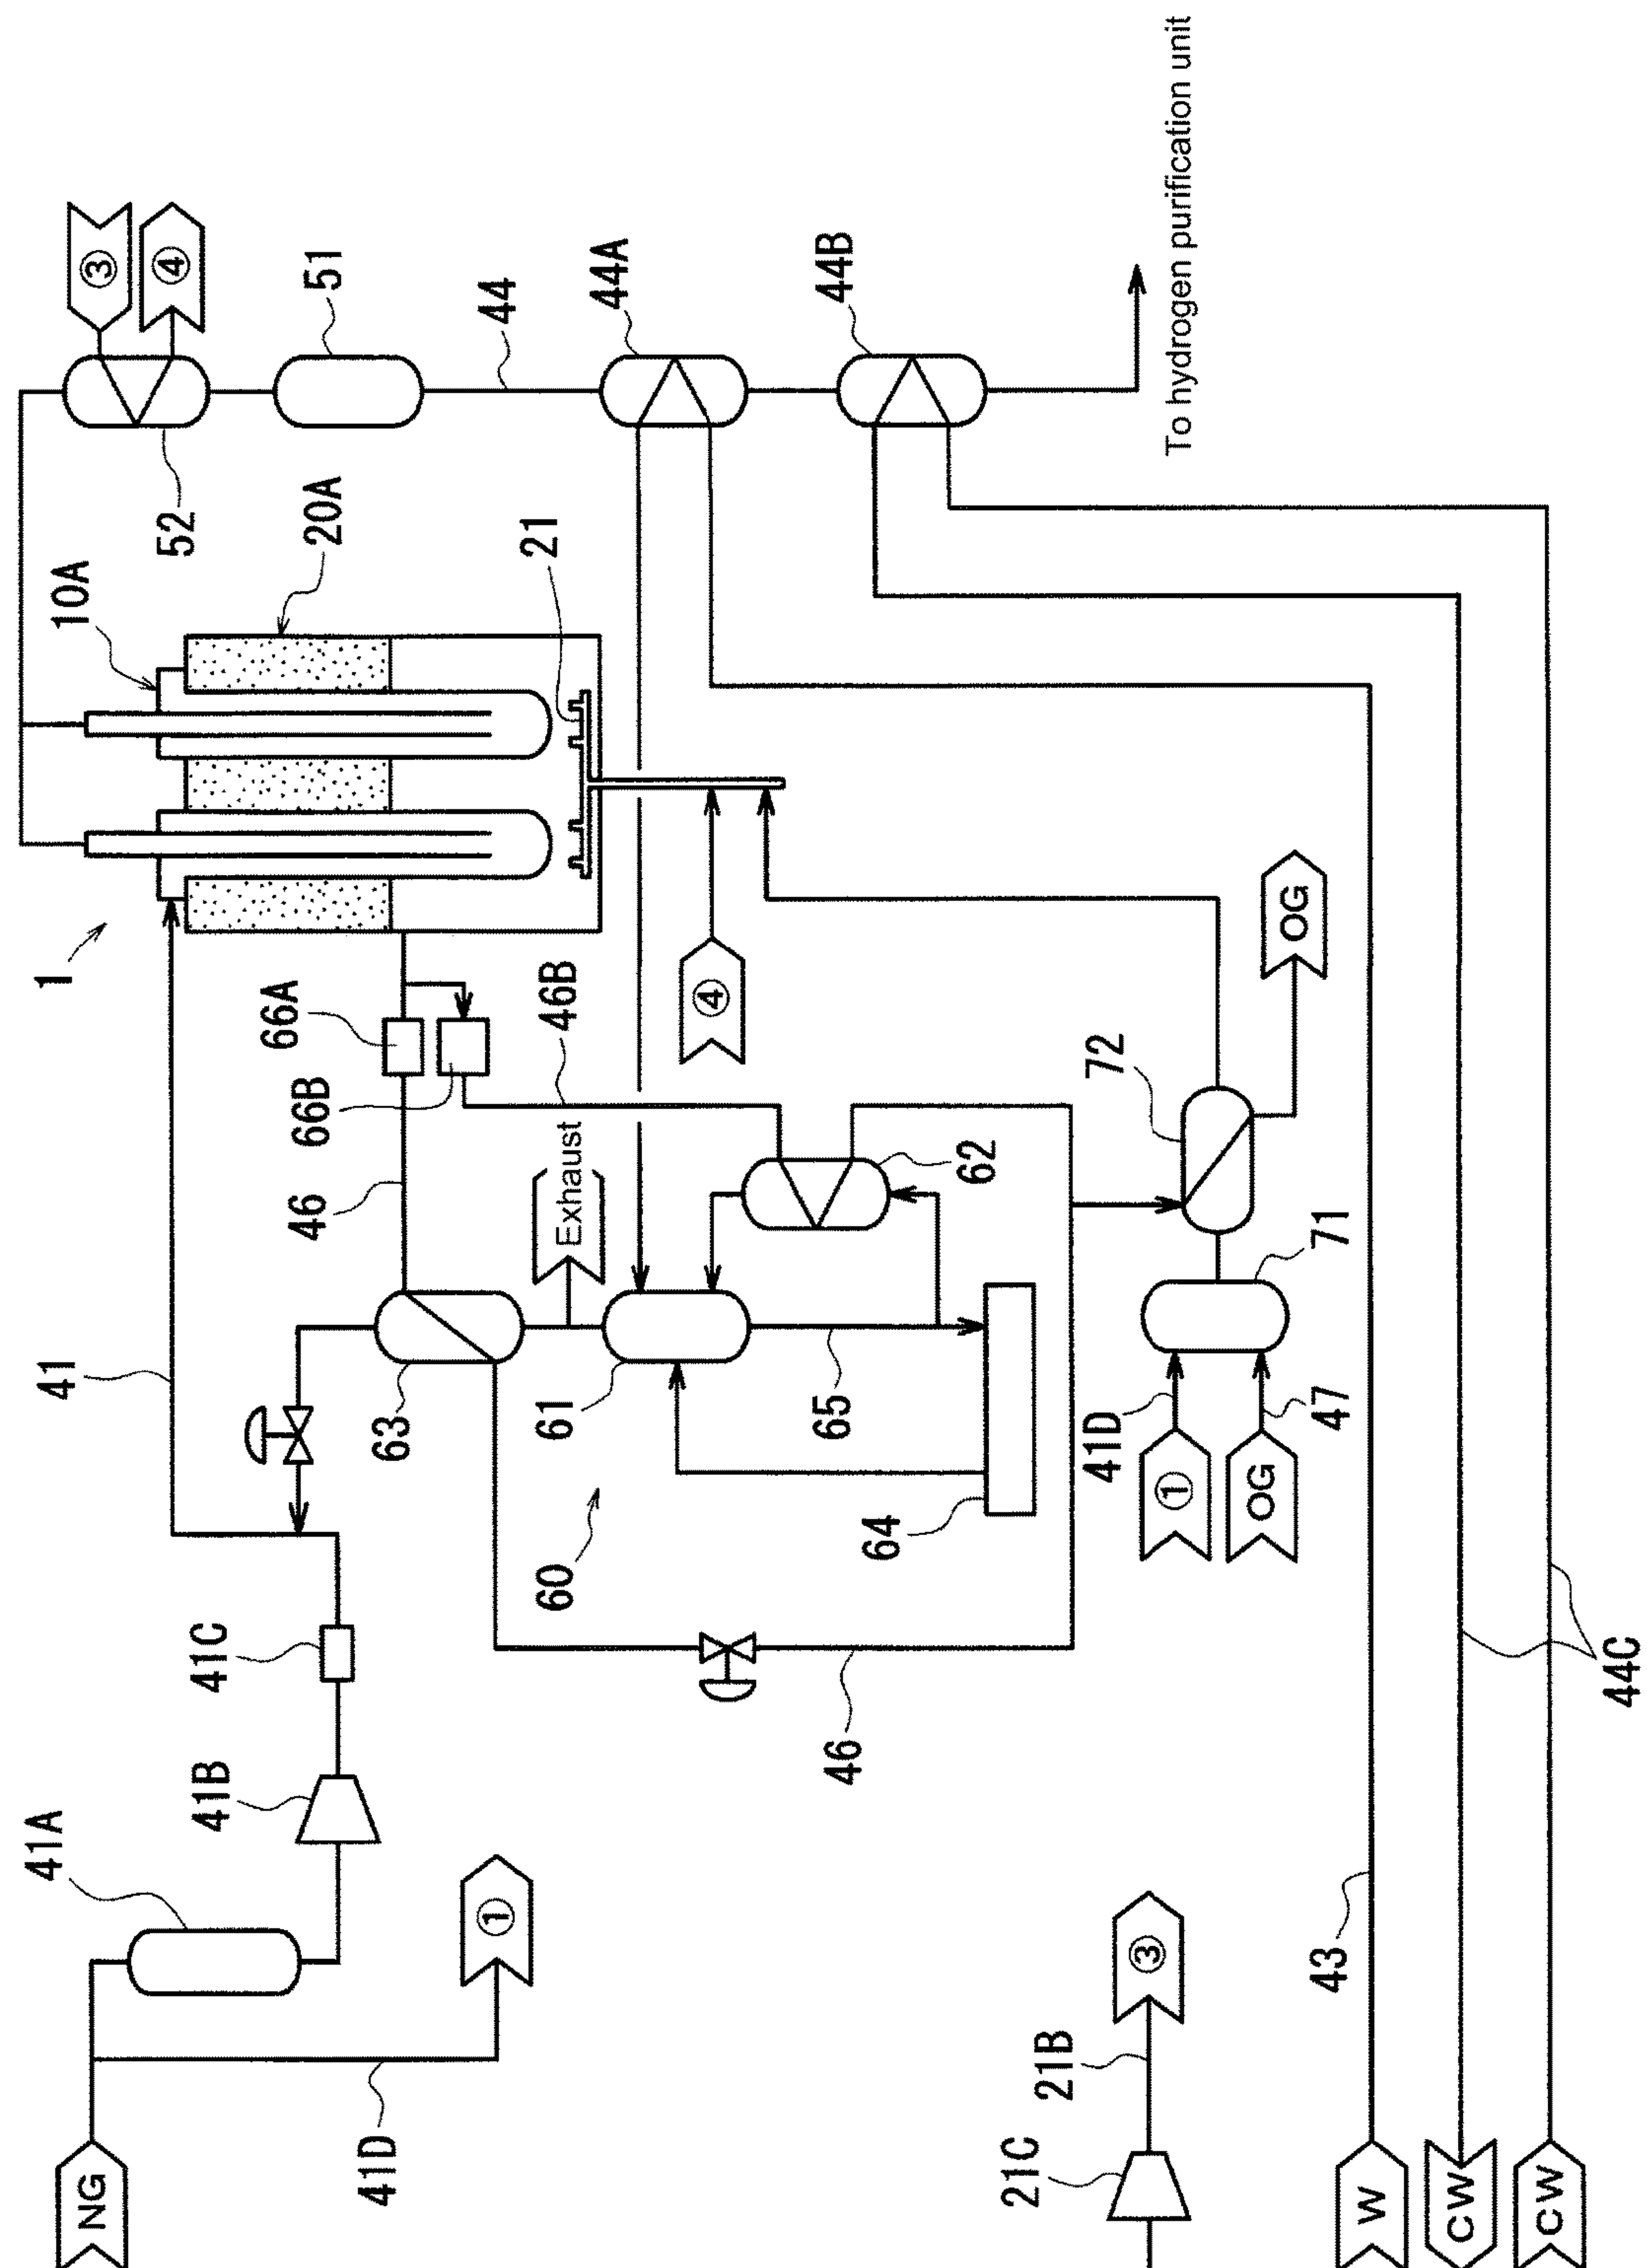 ③
④
51
44
44A
44B
To hydrogen purification unit
52
20A
10A
21
1
66A
66B
46
46B
④
OG
72
Exhaust
62
71
41
63
61
65
60
64
41D
①
OG
47
41C
41B
41A
46
44C
①
41D
NG
③
21B
21C
43
W
CW
CW